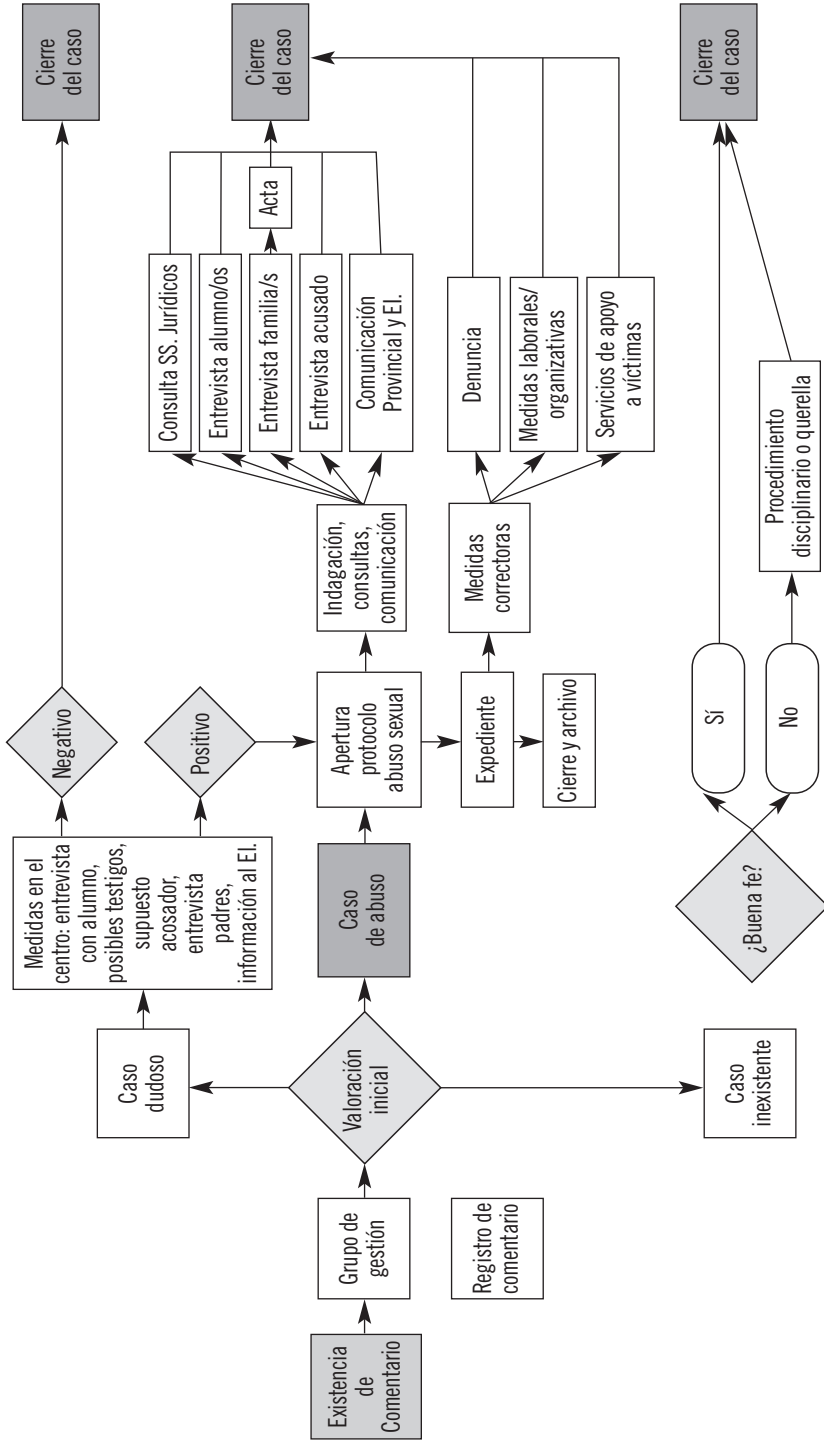 Existencia
de
Comentario
Grupo de
gestión
Registro de
comentario
Valoración
inicial
Caso
dudoso
Medidas en el
centro: entrevista
con alumno,
posibles testigos,
supuesto
acosador,
entrevista
padres,
información al EI.
Negativo
Cierre
del caso
Positivo
Caso
de abuso
Apertura
protocolo
abuso sexual
Indagación,
consultas,
comunicación
Consulta SS. Jurídicos
Entrevista alumno/os
Entrevista familia/s
Entrevista acusado
Comunicación
Provincial y EI.
Acta
Cierre
del caso
Expediente
Cierre y archivo
Medidas
correctoras
Denuncia
Medidas laborales/
organizativas
Servicios de apoyo
a víctimas
Caso
inexistente
¿Buena fe?
Sí
No
Procedimiento
disciplinario o querella
Cierre
del caso